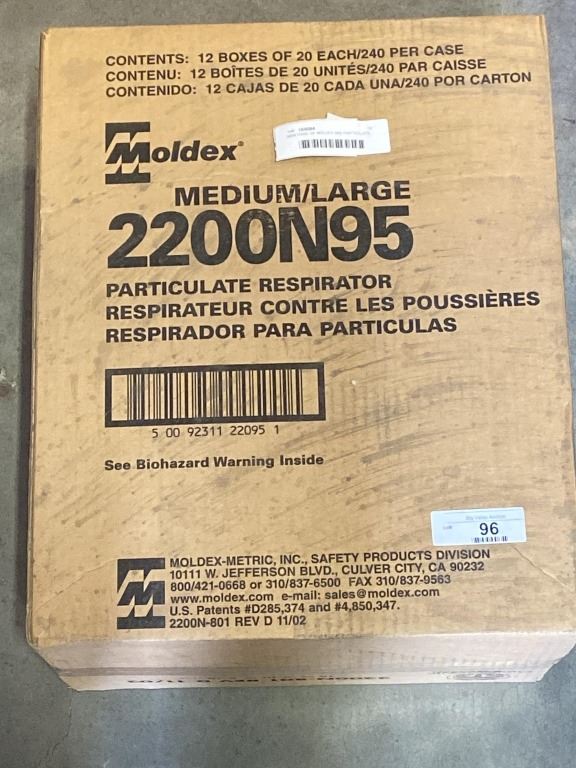 CONTENTS: 12 BOXES OF 20 EACH/240 PER CASE
CONTENU: 12 BOÎTES DE 20 UNITÉS/240 PAR CAISSE
CONTENIDO: 12 CAJAS DE 20 CADA UNA/240 POR CARTON
Moldex®
MEDIUM/LARGE
2200N95
PARTICULATE RESPIRATOR
RESPIRATEUR CONTRE LES POUSSIÈRES
RESPIRADOR PARA PARTICULAS
5 00 92311 22095 1
See Biohazard Warning Inside
96
MOLDEX-METRIC, INC., SAFETY PRODUCTS DIVISION
10111 W. JEFFERSON BLVD., CULVER CITY, CA 90232
800/421-0668 or 310/837-6500 FAX 310/837-9563
www.moldex.com e-mail: sales@moldex.com
U.S. Patents #D285,374 and #4,850,347.
2200N-801 REV D 11/02